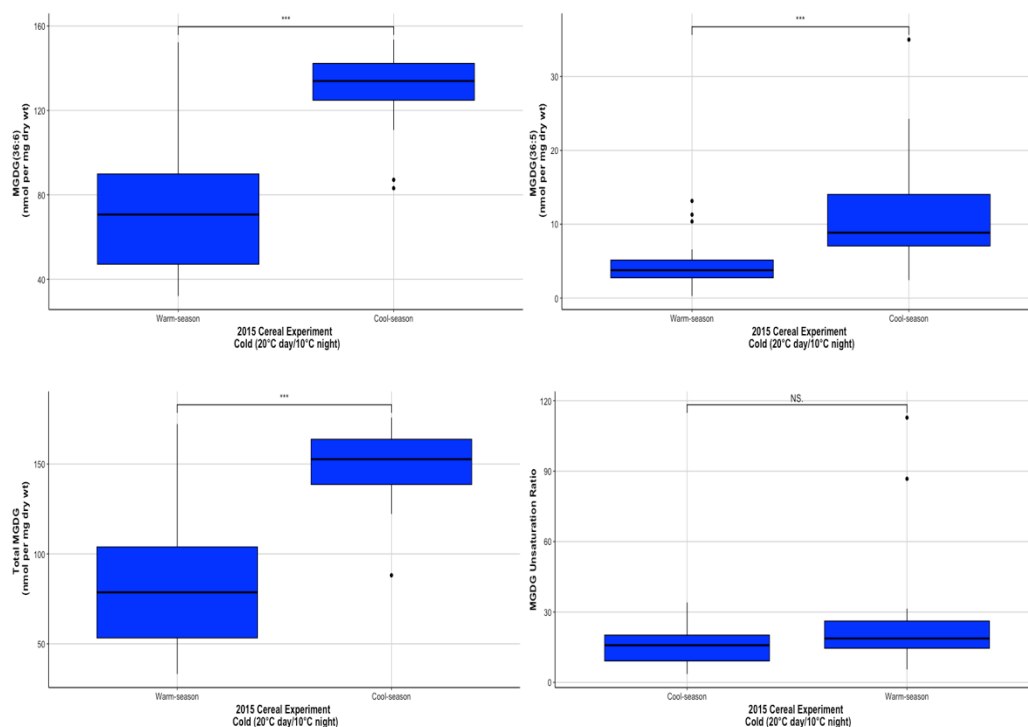 ***
160
120
80
40
MGDG(36:6)
(nmol per mg dry wt)
Warm-season
Cool-season
2015 Cereal Experiment
Cold (20°C day/10°C night)
***
30
20
10
0
MGDG(36:5)
(nmol per mg dry wt)
Warm-season
Cool-season
2015 Cereal Experiment
Cold (20°C day/10°C night)
***
150
100
50
Total MGDG
(nmol per mg dry wt)
Warm-season
Cool-season
2015 Cereal Experiment
Cold (20°C day/10°C night)
NS.
120
90
60
30
0
MGDG Unsaturation Ratio
Cool-season
Warm-season
2015 Cereal Experiment
Cold (20°C day/10°C night)